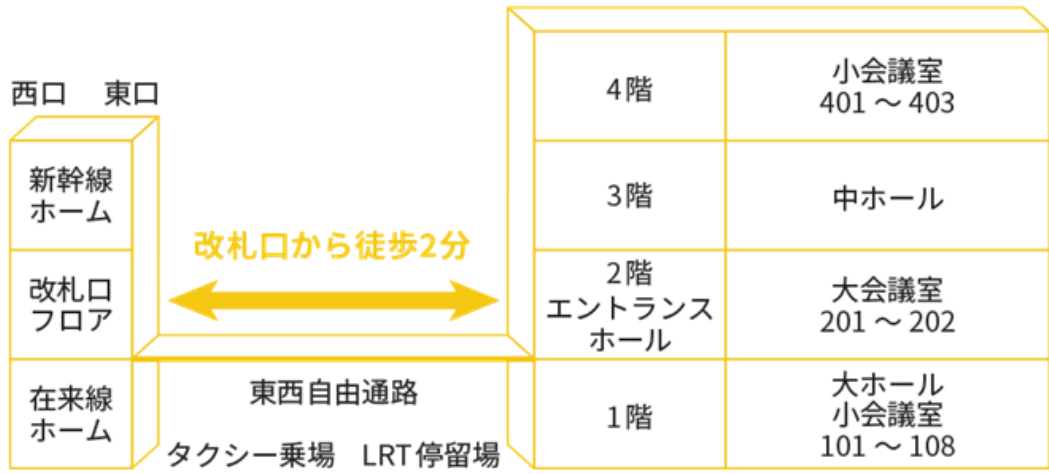 西口　東口
新幹線
ホーム
改札口
フロア
在来線
ホーム
改札口から徒歩2分
東西自由通路
タクシー乗場　LRT停留場
4階
小会議室
401～403
3階
中ホール
2階
エントランス
ホール
大会議室
201～202
1階
大ホール
小会議室
101～108